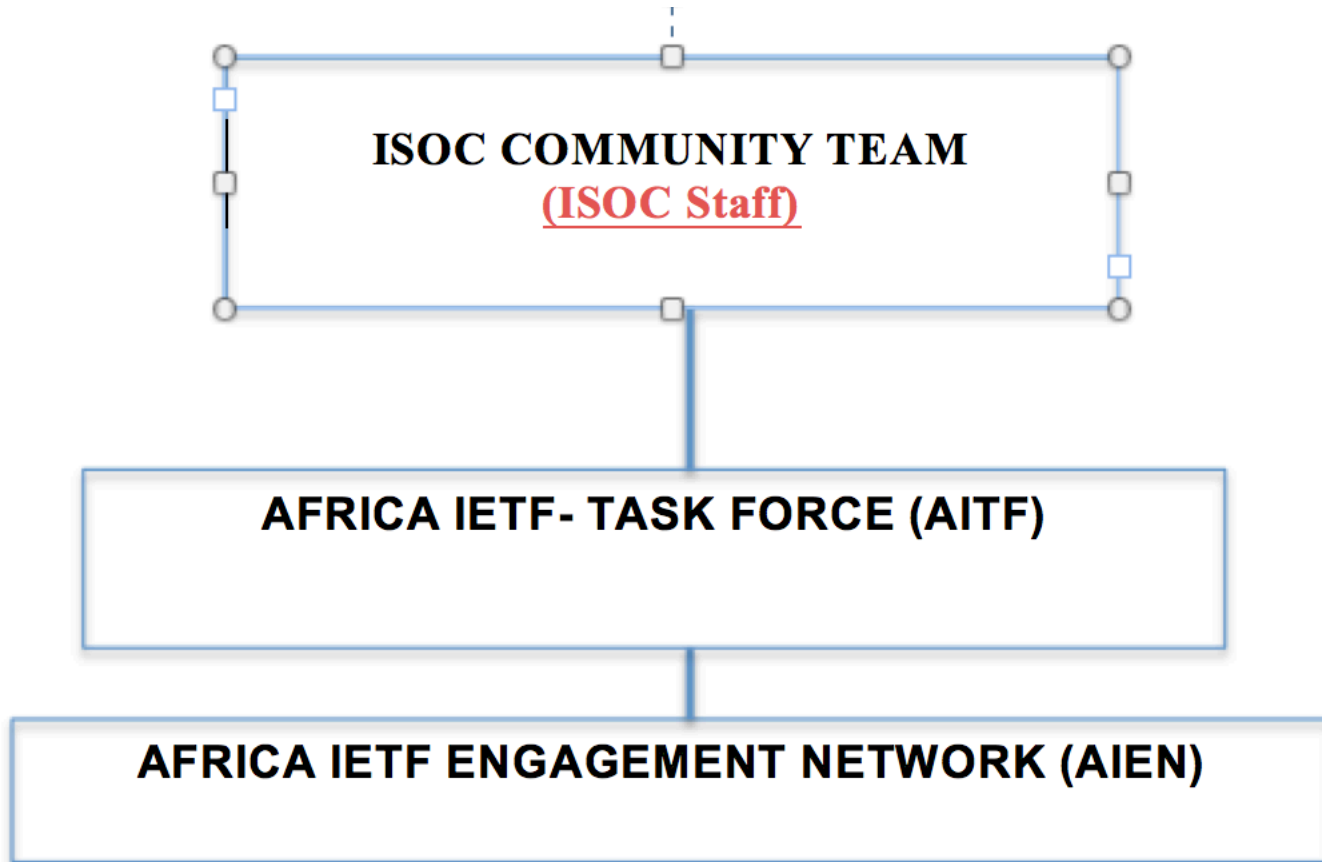 ISOC COMMUNITY TEAM
(ISOC Staff)
AFRICA IETF- TASK FORCE (AITF)
AFRICA IETF ENGAGEMENT NETWORK (AIEN)